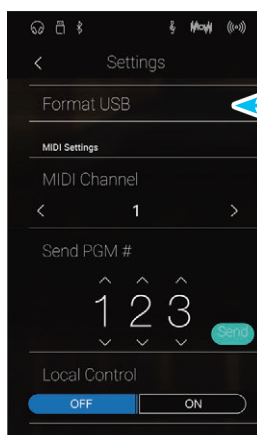 Settings
Format USB
MIDI Settings
MIDI Channel
< 1 >
Send PGM #
1 2 3
Send
Local Control
OFF ON